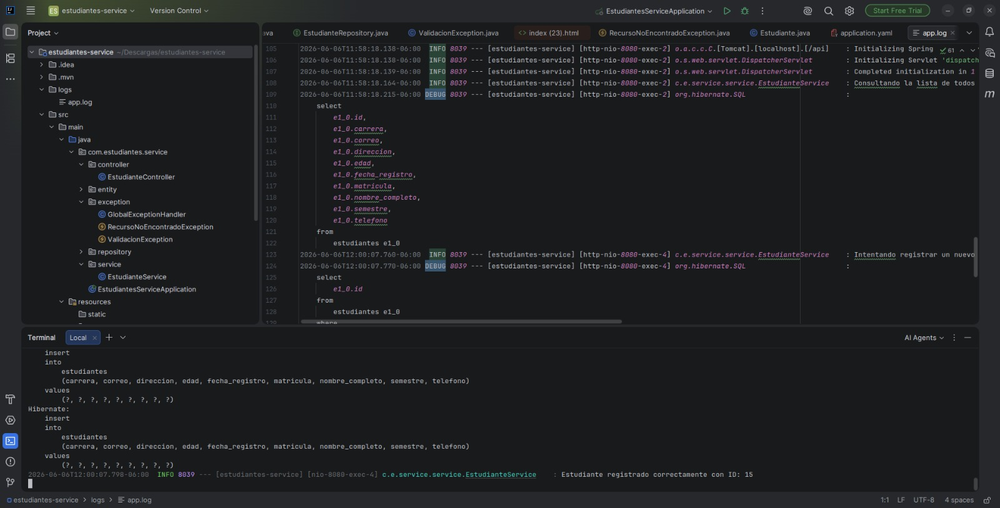 ES estudiantes-service Version Control EstudiantesServiceApplication Start Free Trial
Project
ava EstudianteRepository.java ValidacionException.java index (23).html RecursoNoEncontradoException.java Estudiante.java application.yaml app.log
estudiantes-service ~/Descargas/estudiantes-service
.idea
.mvn
logs
app.log
src
main
java
com.estudiantes.service
controller
EstudianteController
entity
exception
GlobalExceptionHandler
RecursoNoEncontradoException
ValidacionException
repository
service
EstudianteService
EstudiantesServiceApplication
resources
static
61
105 2026-06-06T11:58:18.138-06:00 INFO 8039 --- [estudiantes-service] [http-nio-8080-exec-2] o.a.c.c.C.[Tomcat].[localhost].[/api] : Initializing Spring
106 2026-06-06T11:58:18.138-06:00 INFO 8039 --- [estudiantes-service] [http-nio-8080-exec-2] o.s.web.servlet.DispatcherServlet : Initializing Servlet 'dispatch
107 2026-06-06T11:58:18.139-06:00 INFO 8039 --- [estudiantes-service] [http-nio-8080-exec-2] o.s.web.servlet.DispatcherServlet : Completed initialization in 1
108 2026-06-06T11:58:18.164-06:00 INFO 8039 --- [estudiantes-service] [http-nio-8080-exec-2] c.e.service.service.EstudianteService : Consultando la lista de todos
109 2026-06-06T11:58:18.215-06:00 DEBUG 8039 --- [estudiantes-service] [http-nio-8080-exec-2] org.hibernate.SQL :
110 select
111 e1_0.id,
112 e1_0.carrera,
113 e1_0.correo,
114 e1_0.direccion,
115 e1_0.edad,
116 e1_0.fecha_registro,
117 e1_0.matricula,
118 e1_0.nombre_completo,
119 e1_0.semestre,
120 e1_0.telefono
121 from
122 estudiantes e1_0
123 2026-06-06T12:00:07.760-06:00 INFO 8039 --- [estudiantes-service] [http-nio-8080-exec-4] c.e.service.service.EstudianteService : Intentando registrar un nuevo
124 2026-06-06T12:00:07.770-06:00 DEBUG 8039 --- [estudiantes-service] [http-nio-8080-exec-4] org.hibernate.SQL :
125 select
126 e1_0.id
127 from
128 estudiantes e1_0
129 where
Terminal Local AI Agents
insert
into
estudiantes
(carrera, correo, direccion, edad, fecha_registro, matricula, nombre_completo, semestre, telefono)
values
(?, ?, ?, ?, ?, ?, ?, ?, ?)
Hibernate:
insert
into
estudiantes
(carrera, correo, direccion, edad, fecha_registro, matricula, nombre_completo, semestre, telefono)
values
(?, ?, ?, ?, ?, ?, ?, ?, ?)
2026-06-06T12:00:07.798-06:00 INFO 8039 --- [estudiantes-service] [nio-8080-exec-4] c.e.service.service.EstudianteService : Estudiante registrado correctamente con ID: 15
estudiantes-service > logs > app.log 1:1 LF UTF-8 4 spaces